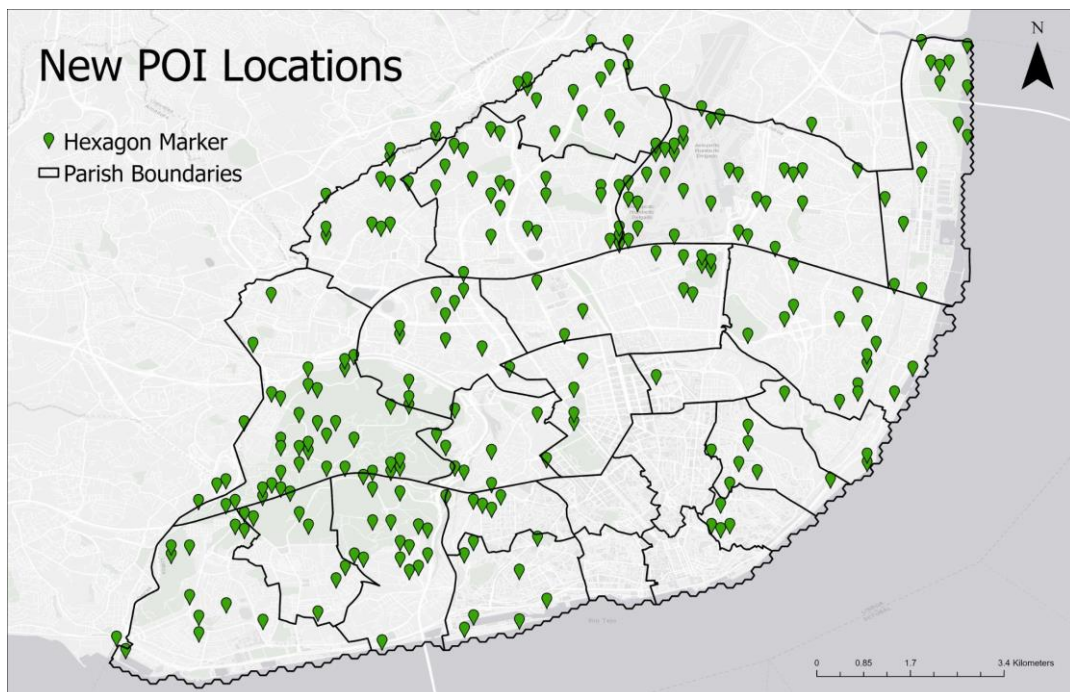 New POI Locations
N
Hexagon Marker
Parish Boundaries
0 0.85 1.7 3.4 Kilometers